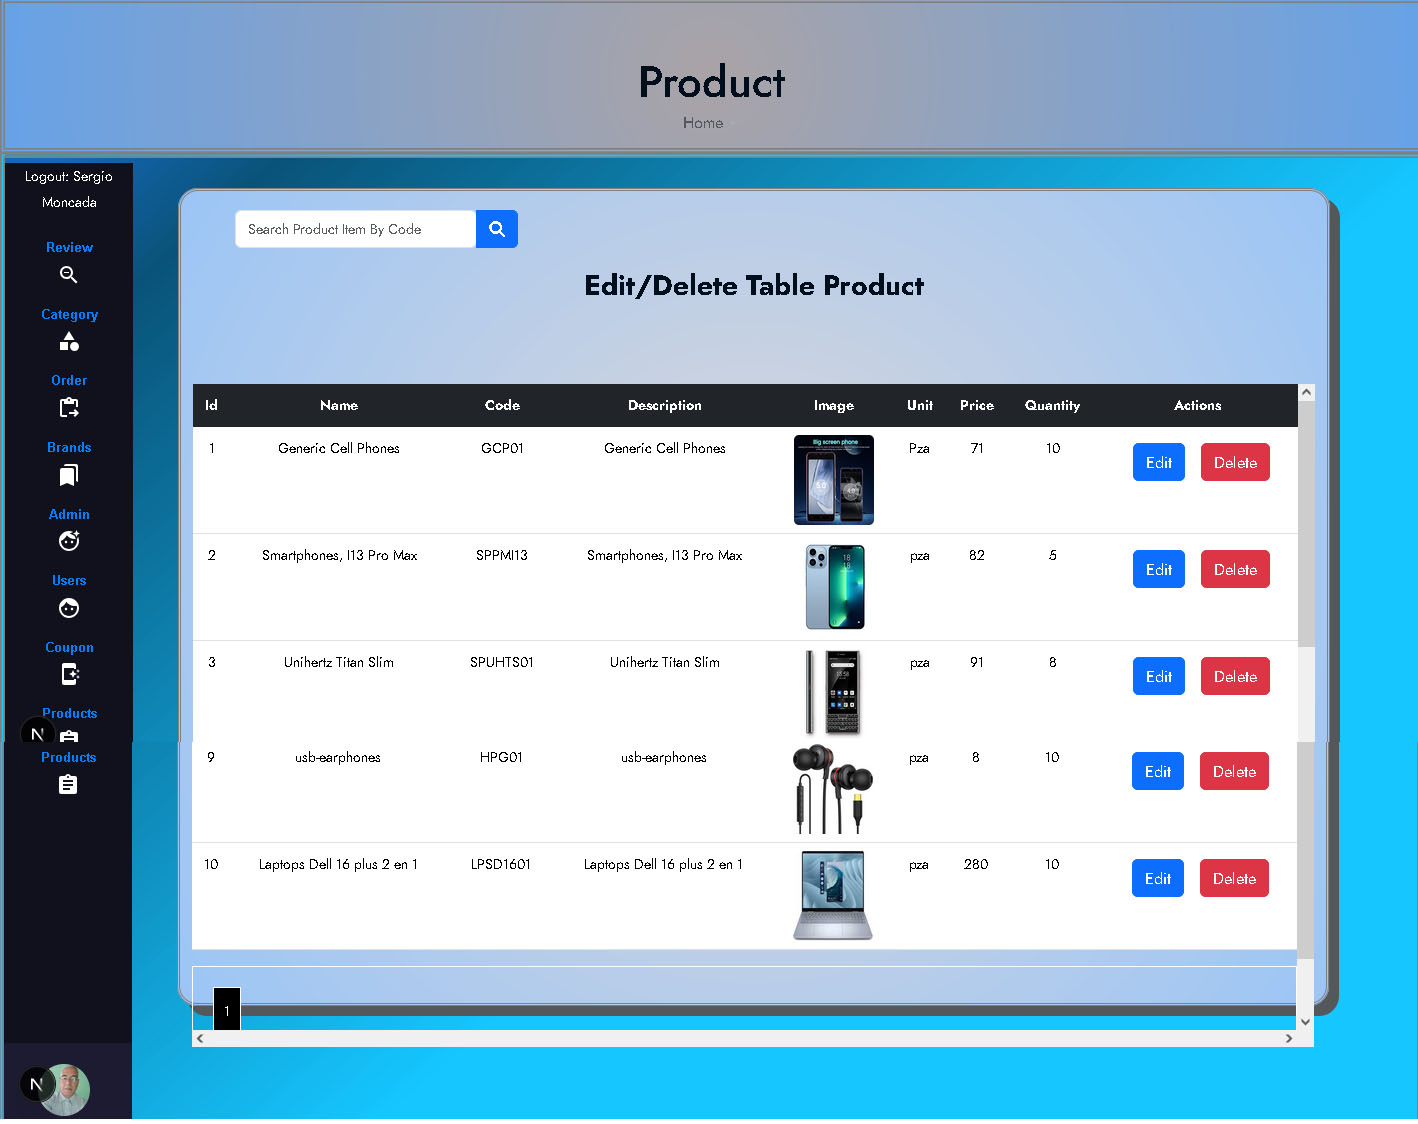 Product
Home
Logout: Sergio
Moncada
Review
Category
Order
Brands
Admin
Users
Coupon
Products
N
Products
N
Search Product Item By Code
Edit/Delete Table Product
Id Name Code Description Image Unit Price Quantity Actions
1 Generic Cell Phones GCP01 Generic Cell Phones Big screen phone Pza 71 10 Edit Delete
2 Smartphones, I13 Pro Max SPPMI13 Smartphones, I13 Pro Max pza 82 5 Edit Delete
3 Unihertz Titan Slim SPUHTS01 Unihertz Titan Slim pza 91 8 Edit Delete
9 usb-earphones HPG01 usb-earphones pza 8 10 Edit Delete
10 Laptops Dell 16 plus 2 en 1 LPSD1601 Laptops Dell 16 plus 2 en 1 pza 280 10 Edit Delete
1